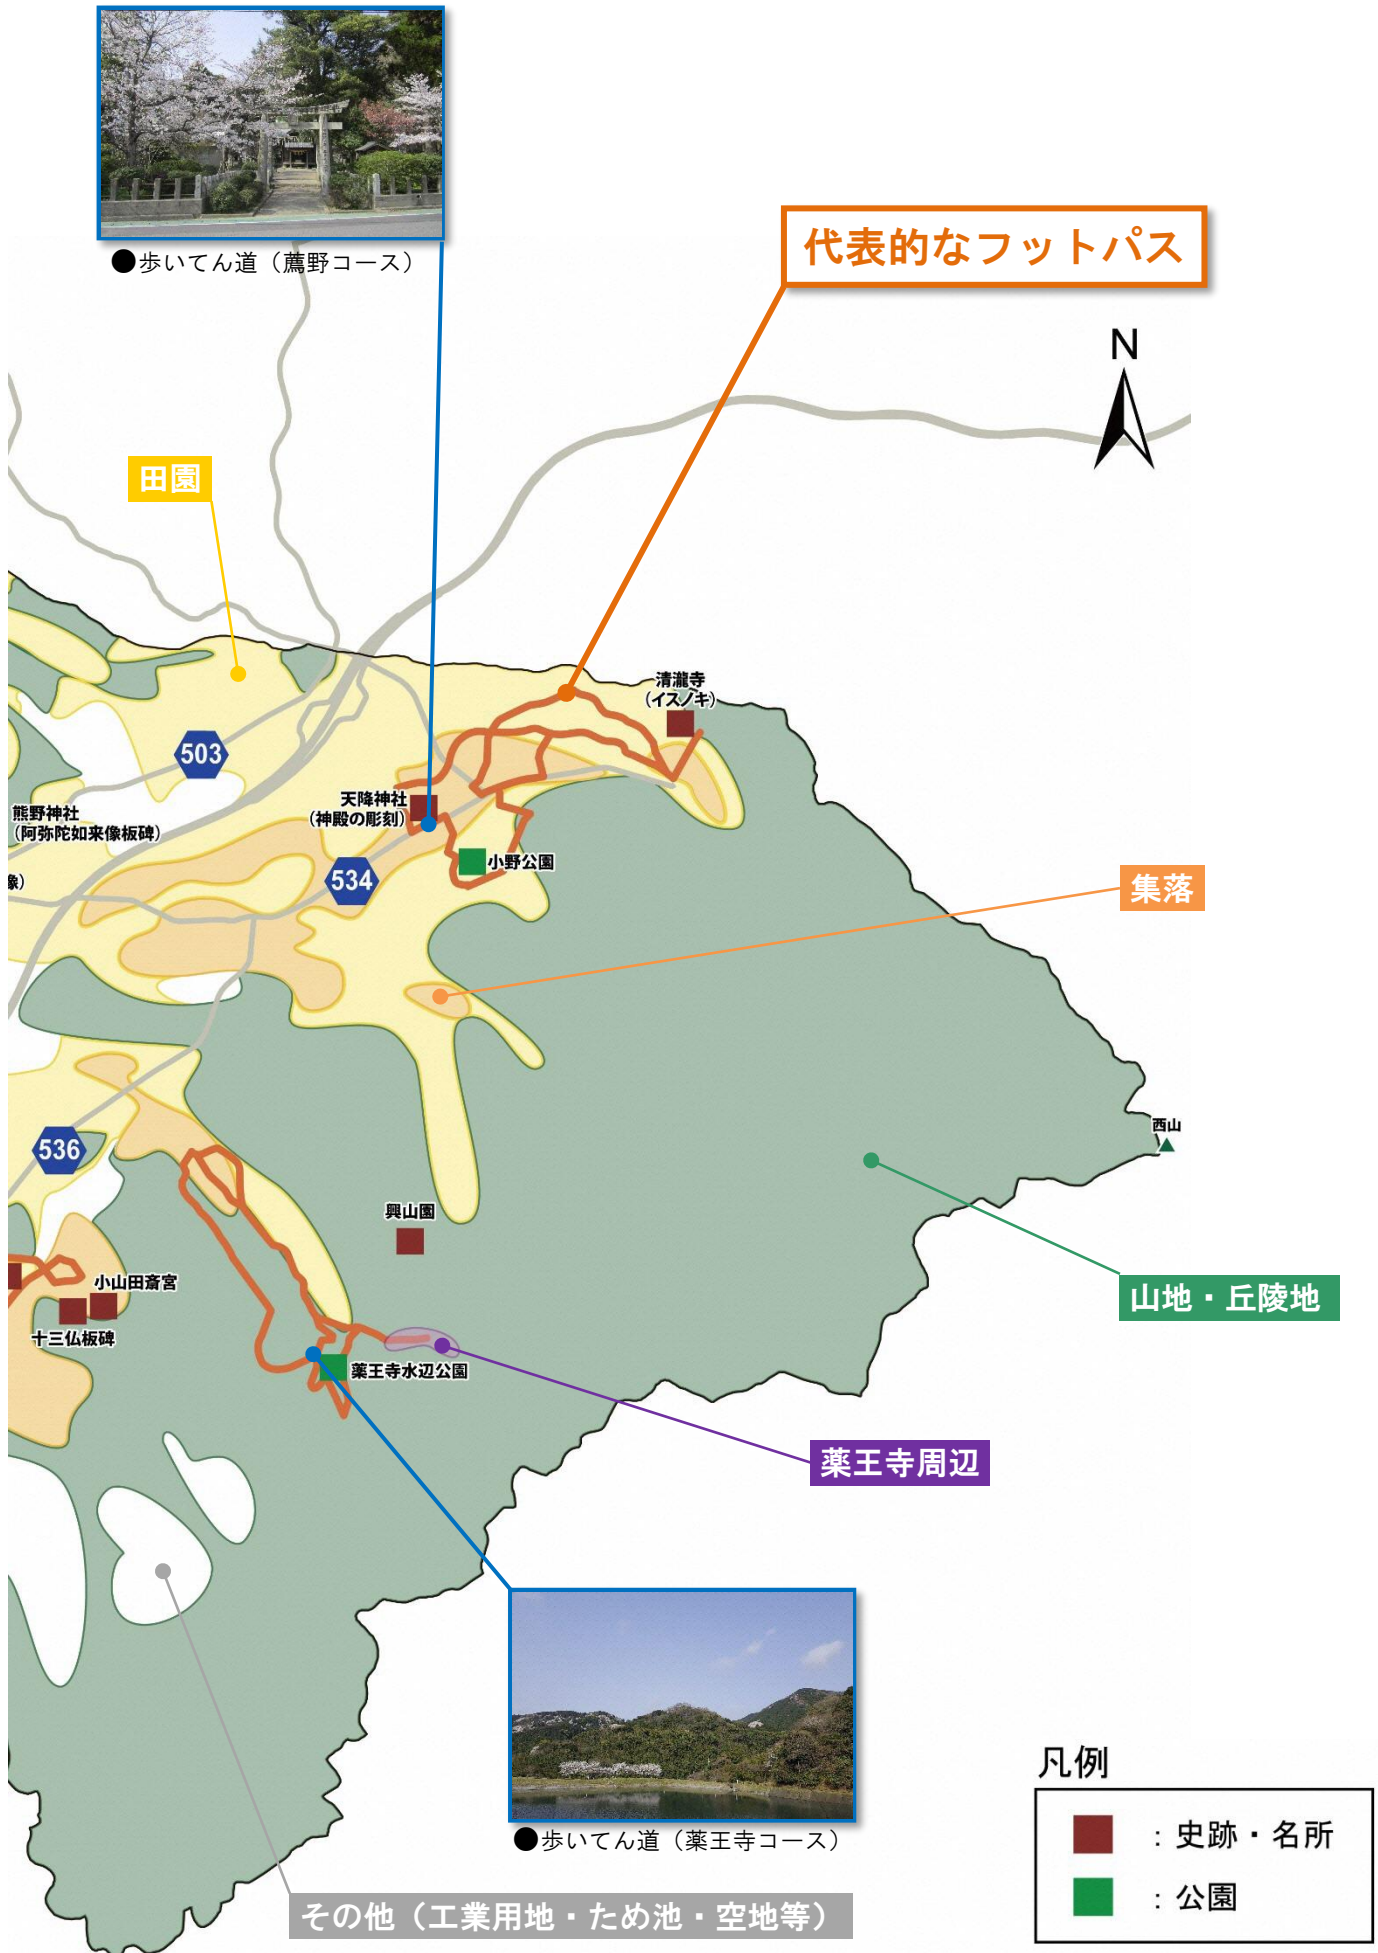 ●歩いてん道（薦野コース）
代表的なフットパス
N
田園
清瀧寺
（イスノキ）
503
天降神社
（神殿の彫刻）
熊野神社
（阿弥陀如来像板碑）
小野公園
534
像）
集落
西山
536
興山園
小山田斎宮
十三仏板碑
山地・丘陵地
薬王寺水辺公園
薬王寺周辺
●歩いてん道（薬王寺コース）
その他（工業用地・ため池・空地等）
凡例
：史跡・名所
：公園